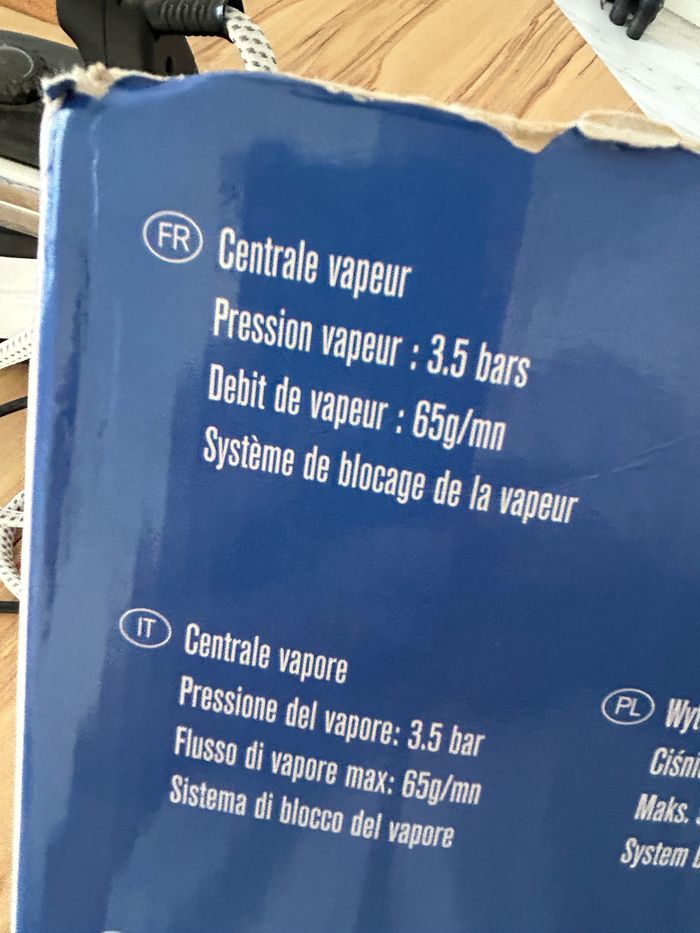 FR Centrale vapeur
Pression vapeur : 3.5 bars
Debit de vapeur : 65g/mn
Système de blocage de la vapeur
IT Centrale vapore
Pressione del vapore: 3.5 bar
Flusso di vapore max: 65g/mn
Sistema di blocco del vapore
PL
Maks.
System